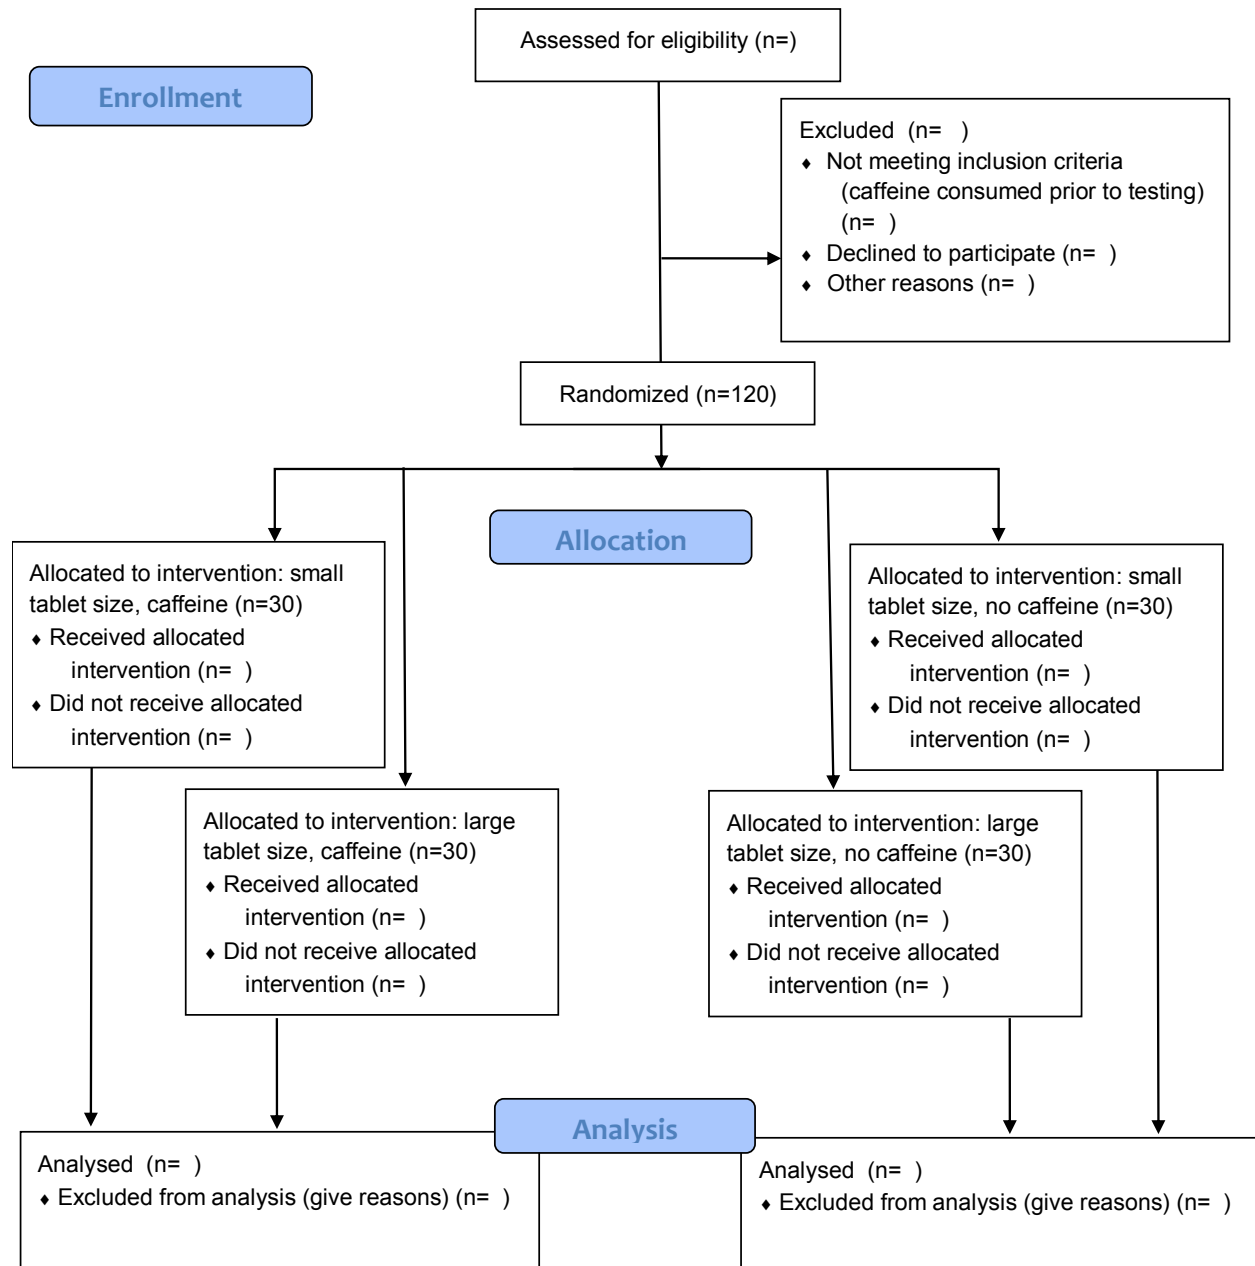 Assessed for eligibility (n=)
Enrollment
Excluded  (n=  )
♦ Not meeting inclusion criteria
(caffeine consumed prior to testing)
(n=  )
♦ Declined to participate (n=  )
♦ Other reasons (n=  )
Randomized (n=120)
Allocation
Allocated to intervention: small
tablet size, caffeine (n=30)
♦ Received allocated
intervention (n=  )
♦ Did not receive allocated
intervention (n=  )
Allocated to intervention: small
tablet size, no caffeine (n=30)
♦ Received allocated
intervention (n=  )
♦ Did not receive allocated
intervention (n=  )
Allocated to intervention: large
tablet size, caffeine (n=30)
♦ Received allocated
intervention (n=  )
♦ Did not receive allocated
intervention (n=  )
Allocated to intervention: large
tablet size, no caffeine (n=30)
♦ Received allocated
intervention (n=  )
♦ Did not receive allocated
intervention (n=  )
Analysis
Analysed  (n=  )
♦ Excluded from analysis (give reasons) (n=  )
Analysed  (n=  )
♦ Excluded from analysis (give reasons) (n=  )